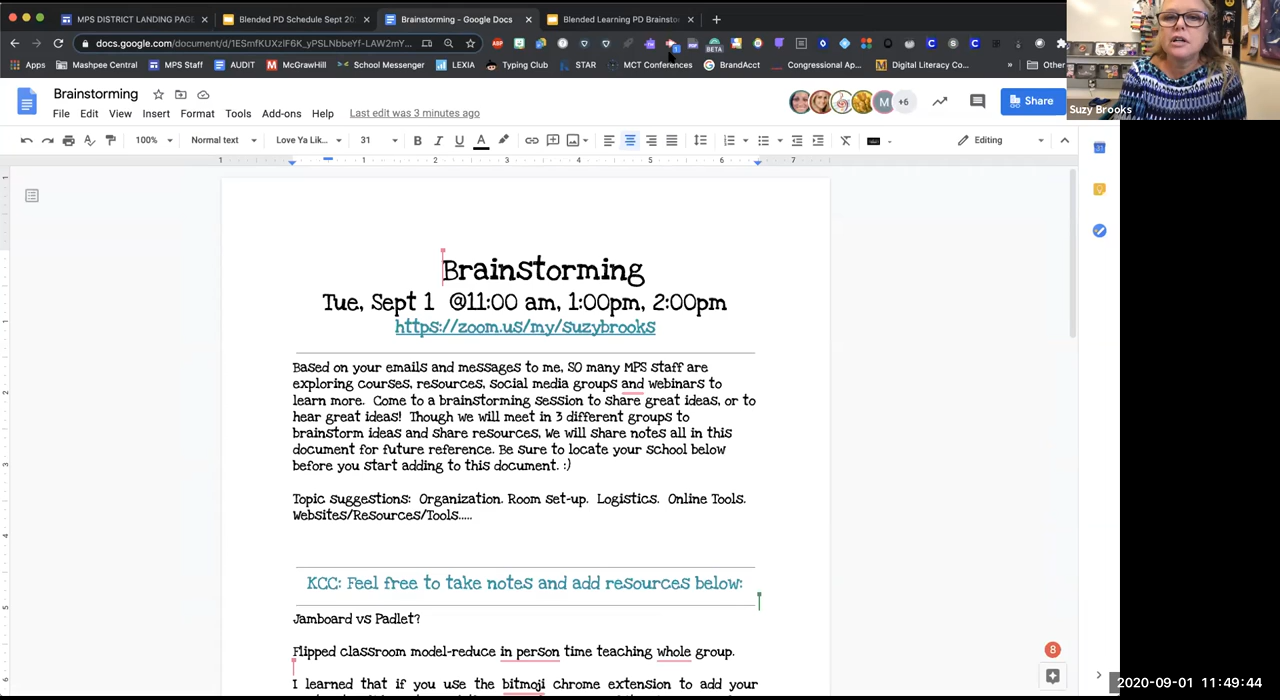 MPS DISTRICT LANDING PAG
Blended PD Schedule Sept 20
Brainstorming - Google Docs
Blended Learning PD Brainstor
docs.google.com/document/d/1ESmfKUXzIF6K_yPSLNbbeYf-LAW2mY...
Apps
Mashpee Central
MPS Staff
AUDIT
McGrawHill
School Messenger
LEXIA
Typing Club
STAR
MCT Conferences
BrandAcct
Congressional Ap...
Digital Literacy Co...
»
Other
Suzy Brooks
Brainstorming
File Edit View Insert Format Tools Add-ons Help Last edit was 3 minutes ago
M +6
Share
100% Normal text Love Ya Lik... 31 B I U A Editing
Brainstorming
Tue, Sept 1 @11:00 am, 1:00pm, 2:00pm
https://zoom.us/my/suzybrooks
Based on your emails and messages to me, SO many MPS staff are
exploring courses, resources, social media groups and webinars to
learn more. Come to a brainstorming session to share great ideas, or to
hear great ideas! Though we will meet in 3 different groups to
brainstorm ideas and share resources, We will share notes all in this
document for future reference. Be sure to locate your school below
before you start adding to this document. :)
Topic suggestions: Organization. Room set-up. Logistics. Online Tools.
Websites/Resources/Tools.....
KCC: Feel free to take notes and add resources below:
Jamboard vs Padlet?
Flipped classroom model-reduce in person time teaching whole group.
I learned that if you use the bitmoji chrome extension to add your
8
2020-09-01 11:49:44